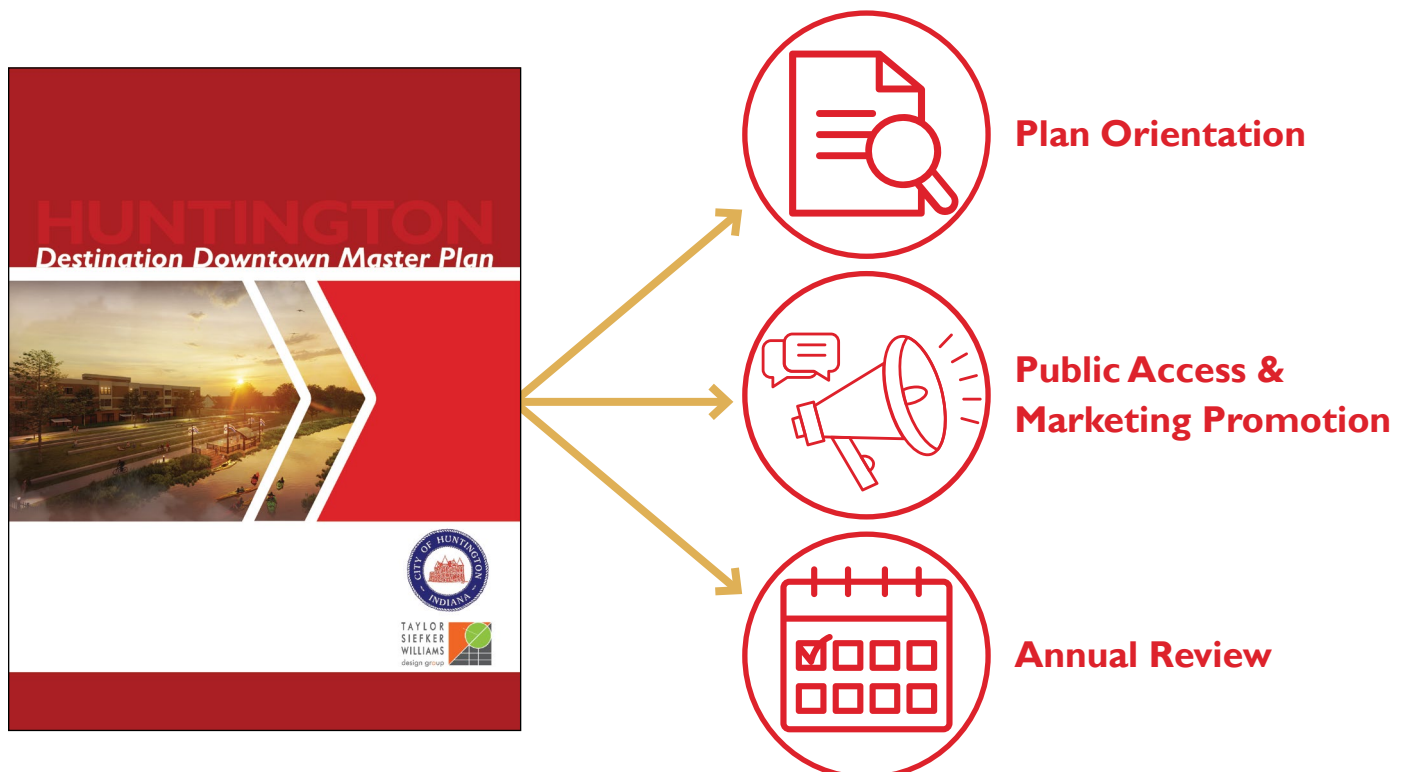 HUNTINGTON
Destination Downtown Master Plan
CITY OF HUNTINGTON
INDIANA
TAYLOR
SIEFKER
WILLIAMS
design group
Plan Orientation
Public Access &
Marketing Promotion
Annual Review